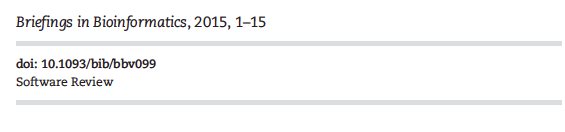 Briefings in Bioinformatics, 2015, 1–15
doi: 10.1093/bib/bbv099
Software Review